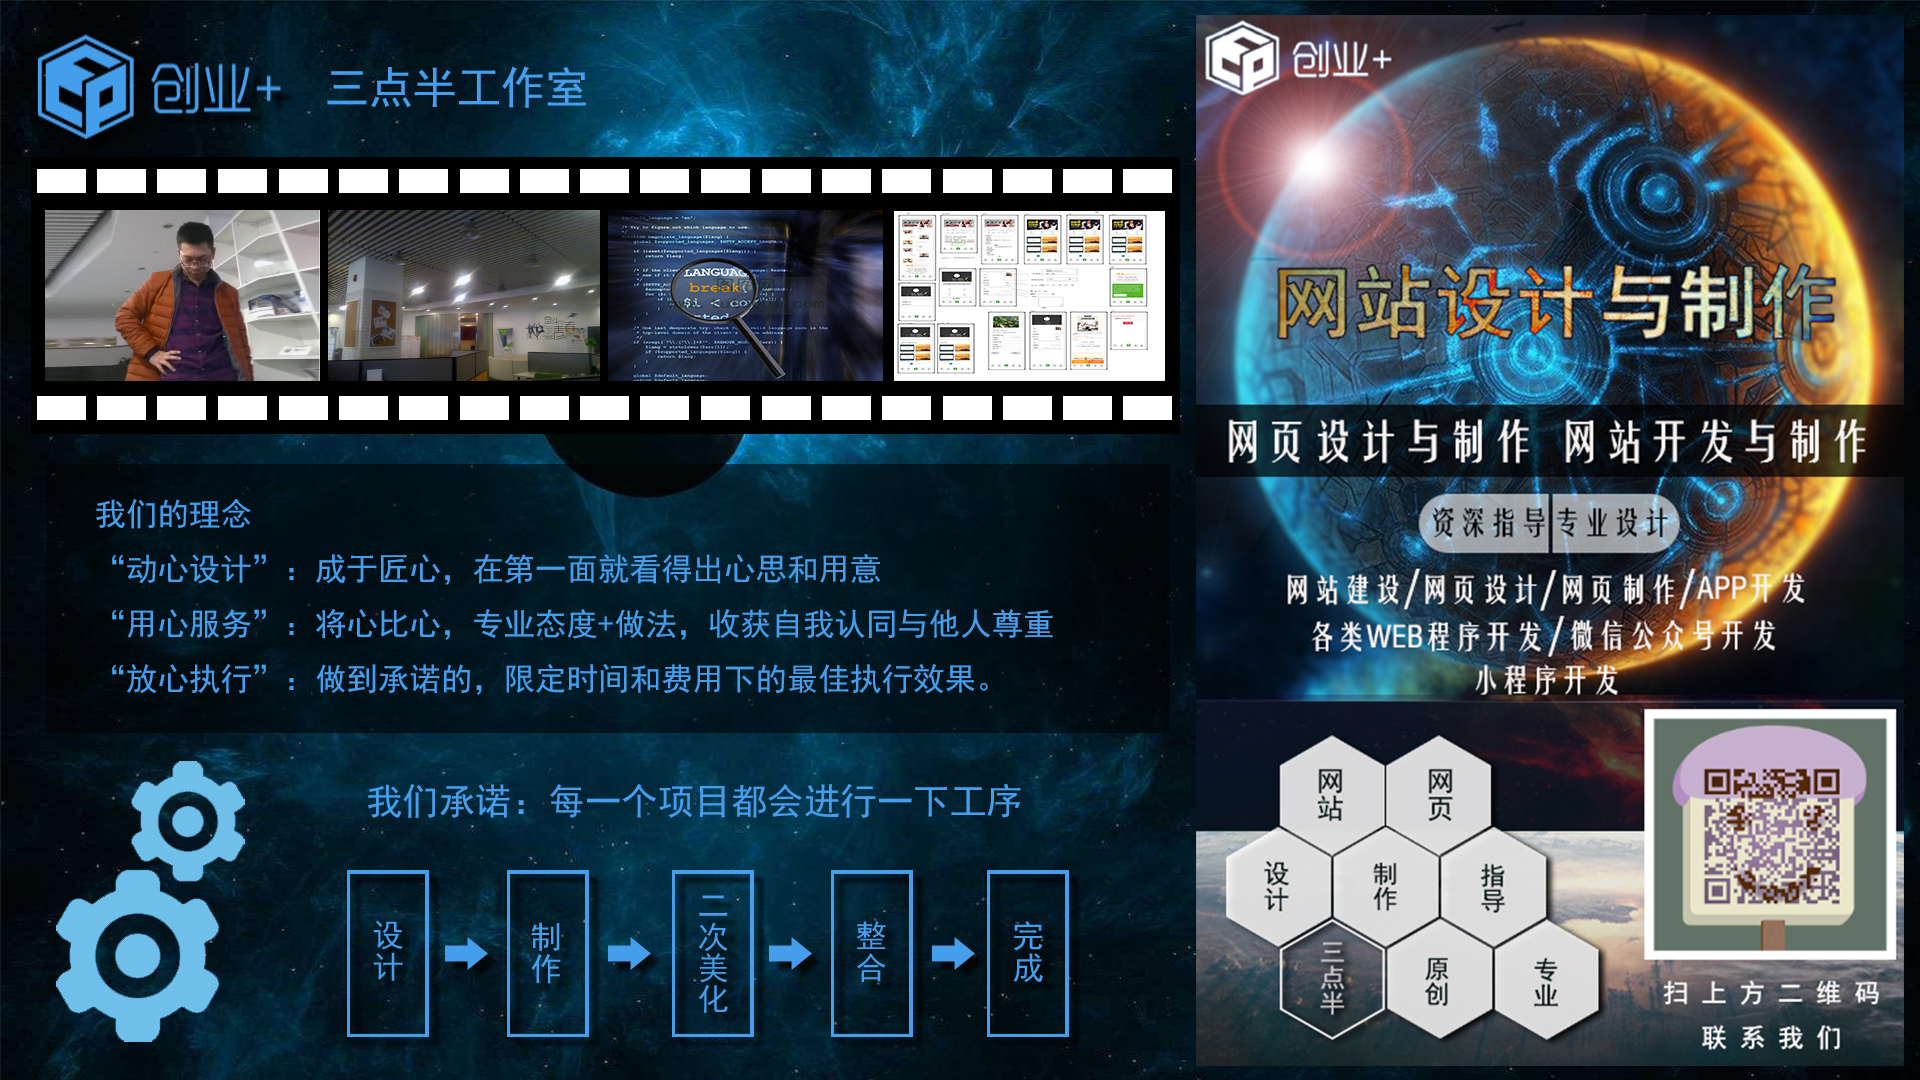 创业+ 三点半工作室
LANGUAG
break
$i <
我们的理念
“动心设计”：成于匠心，在第一面就看得出心思和用意
“用心服务”：将心比心，专业态度+做法，收获自我认同与他人尊重
“放心执行”：做到承诺的，限定时间和费用下的最佳执行效果。
我们承诺：每一个项目都会进行一下工序
设计
制作
二次美化
整合
完成
创业+
网站设计与制作
网页设计与制作 网站开发与制作
资深指导 专业设计
网站建设/网页设计/网页制作/APP开发
各类WEB程序开发/微信公众号开发
小程序开发
网站
网页
设计
制作
指导
三点半
原创
专业
扫上方二维码
联系我们